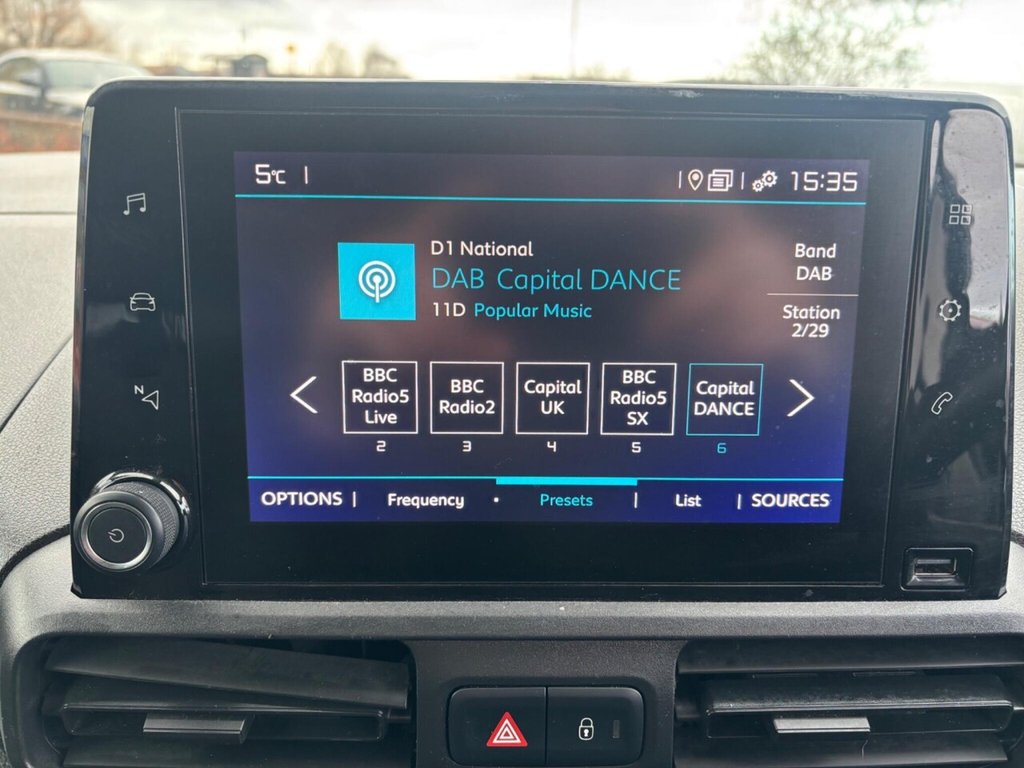 5°C
15:35
D1 National
DAB Capital DANCE
11D Popular Music
Band
DAB
Station
2/29
BBC
Radio5
Live
BBC
Radio2
Capital
UK
BBC
Radio5
SX
Capital
DANCE
2
3
4
5
6
OPTIONS
Frequency
Presets
List
SOURCES
N